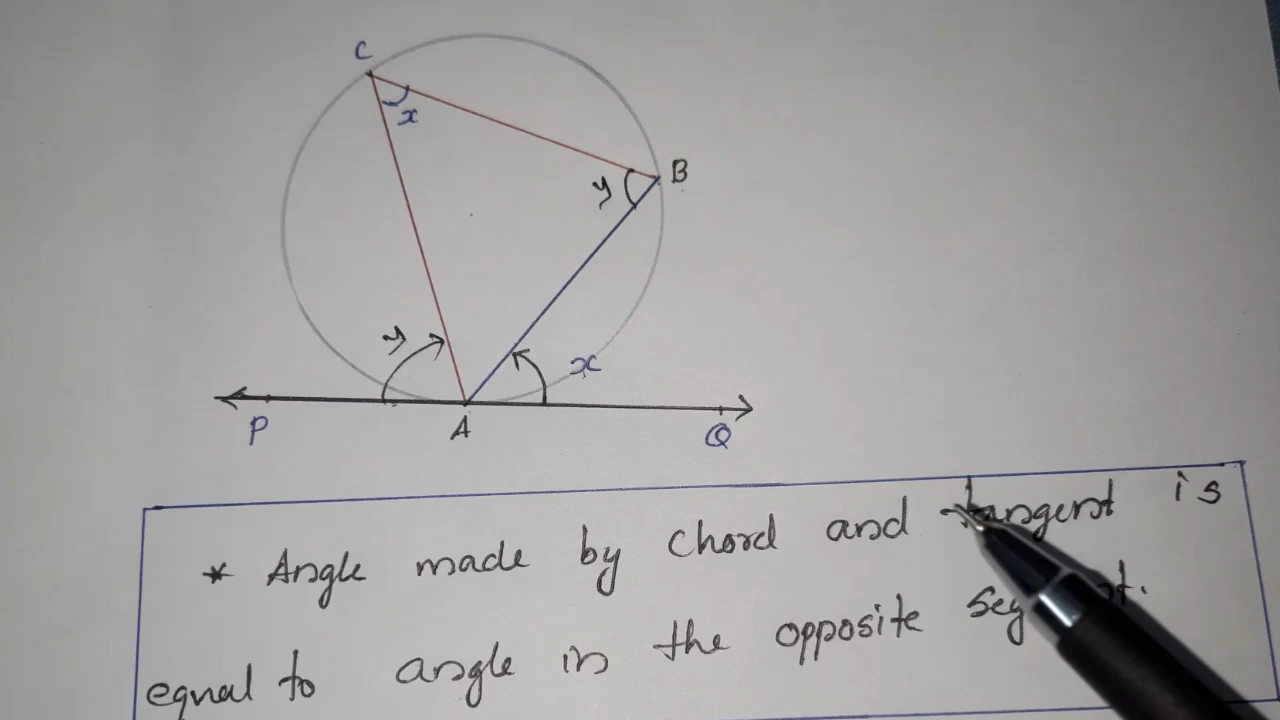 C
x
B
y
y
x
P
A
Q
* Angle made by chord and tangent is
equal to angle in the opposite